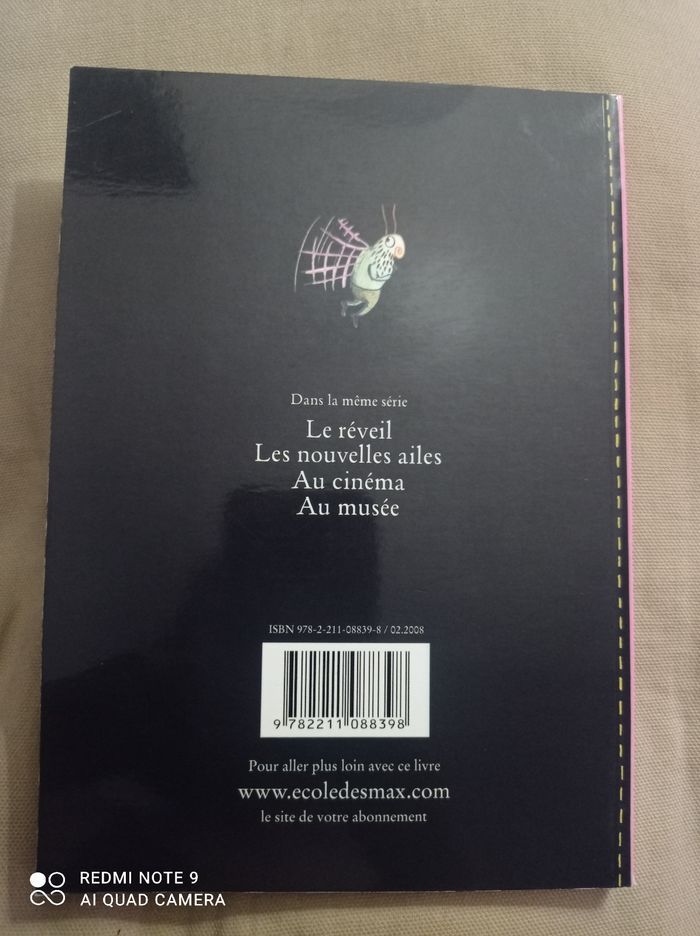 Dans la même série
Le réveil
Les nouvelles ailes
Au cinéma
Au musée
ISBN 978-2-211-08839-8 / 02.2008
9 782211 088398
Pour aller plus loin avec ce livre
www.ecoledesmax.com
le site de votre abonnement
REDMI NOTE 9
AI QUAD CAMERA